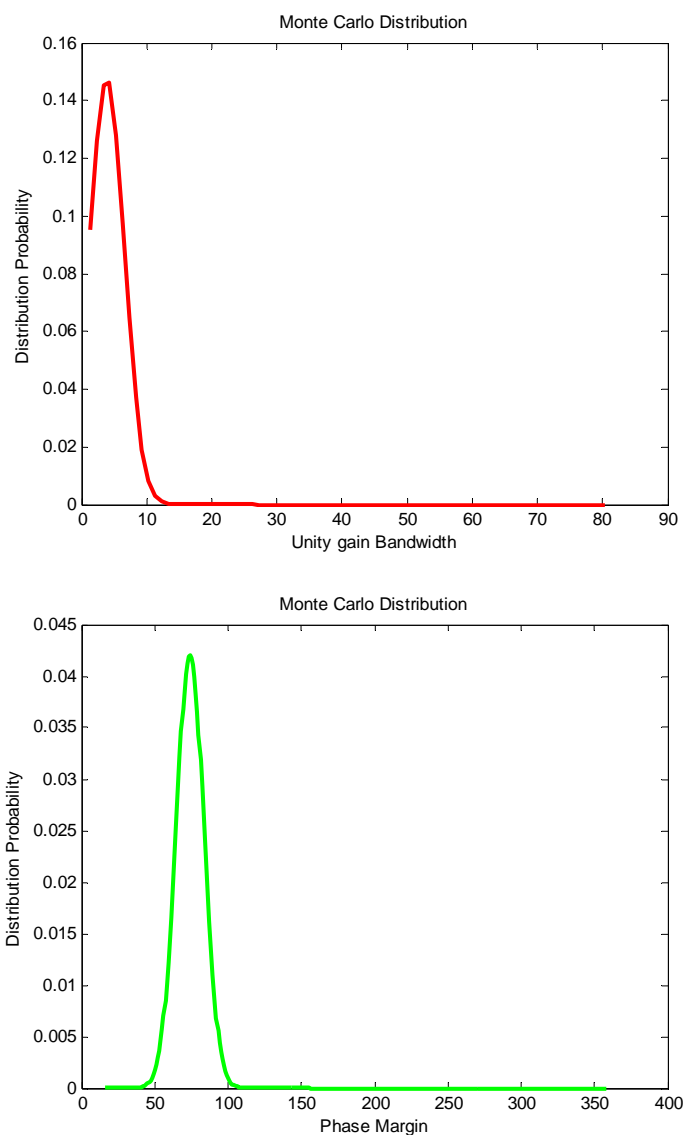 Monte Carlo Distribution
0.16
0.14
0.12
0.1
0.08
0.06
0.04
0.02
0
Distribution Probability
0 10 20 30 40 50 60 70 80 90
Unity gain Bandwidth
Monte Carlo Distribution
0.045
0.04
0.035
0.03
0.025
0.02
0.015
0.01
0.005
0
Distribution Probability
0 50 100 150 200 250 300 350 400
Phase Margin